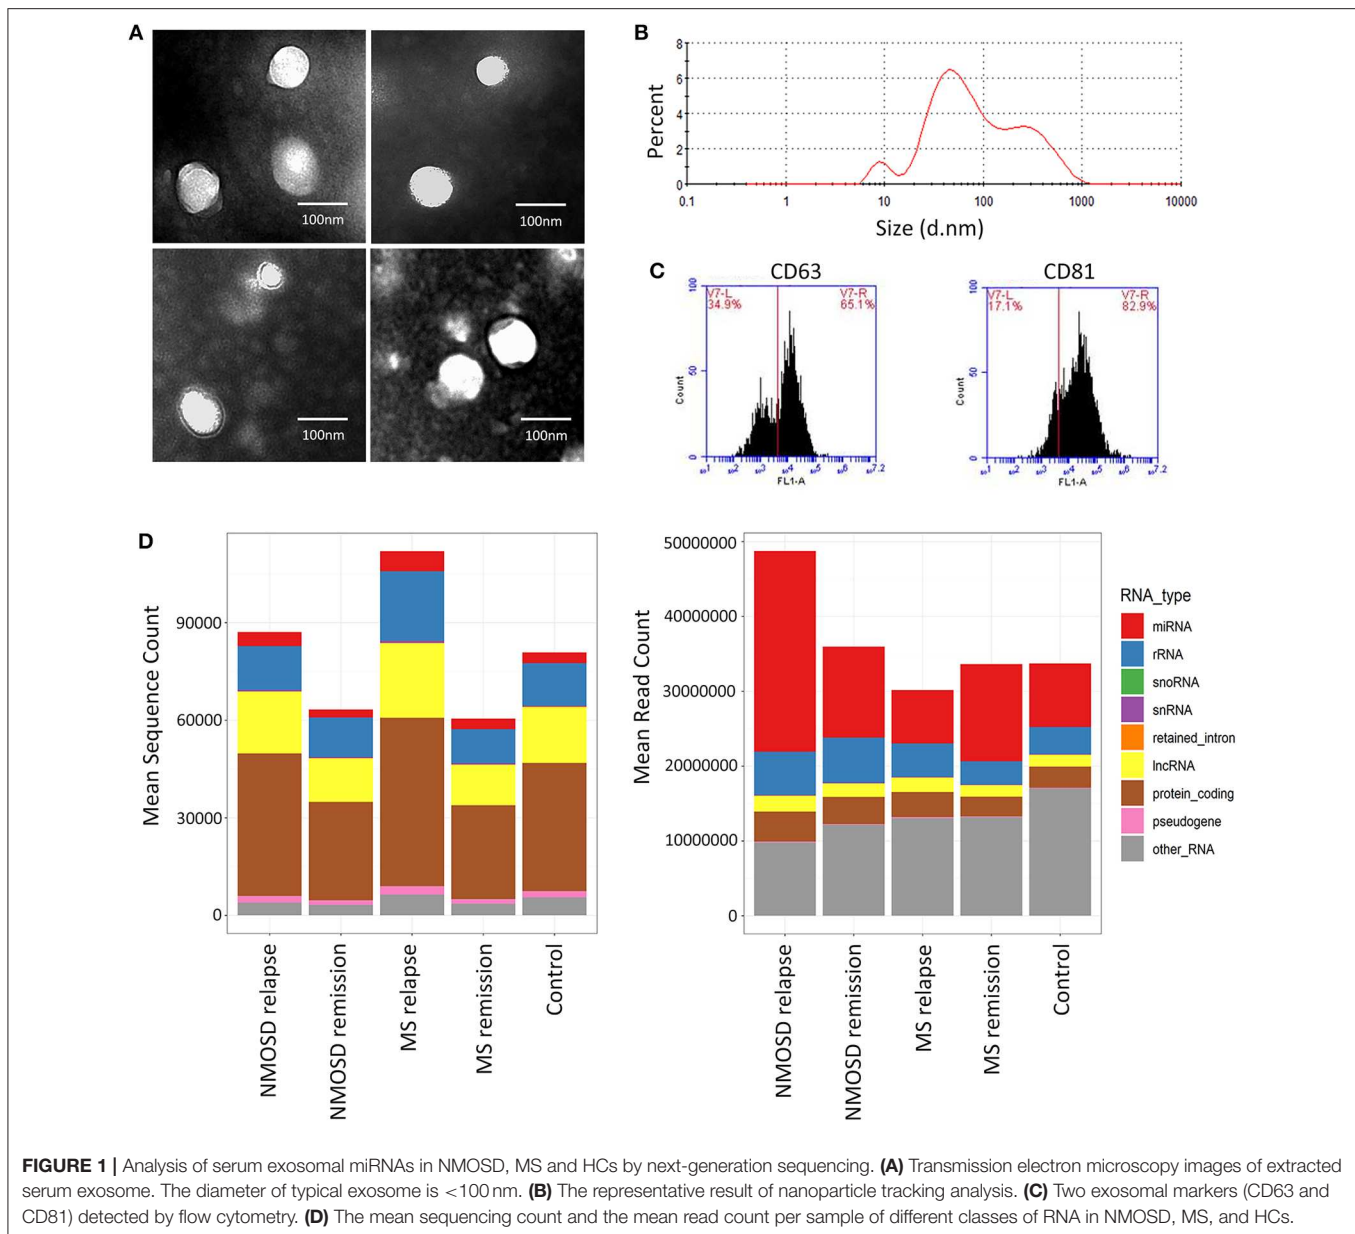 A
100nm
100nm
100nm
100nm
B
8
6
4
2
0
Percent
0.1 1 10 100 1000 10000
Size (d.nm)
C
CD63
V7-L
34.9%
V7-R
65.1%
100
50
0
Count
FL1-A
CD81
V7-L
17.1%
V7-R
82.9%
100
50
0
Count
FL1-A
D
Mean Sequence Count
90000
60000
30000
0
NMOSD relapse
NMOSD remission
MS relapse
MS remission
Control
Mean Read Count
50000000
40000000
30000000
20000000
10000000
0
NMOSD relapse
NMOSD remission
MS relapse
MS remission
Control
RNA_type
miRNA
rRNA
snoRNA
snRNA
retained_intron
lncRNA
protein_coding
pseudogene
other_RNA
FIGURE 1 | Analysis of serum exosomal miRNAs in NMOSD, MS and HCs by next-generation sequencing. (A) Transmission electron microscopy images of extracted
serum exosome. The diameter of typical exosome is <100 nm. (B) The representative result of nanoparticle tracking analysis. (C) Two exosomal markers (CD63 and
CD81) detected by flow cytometry. (D) The mean sequencing count and the mean read count per sample of different classes of RNA in NMOSD, MS, and HCs.